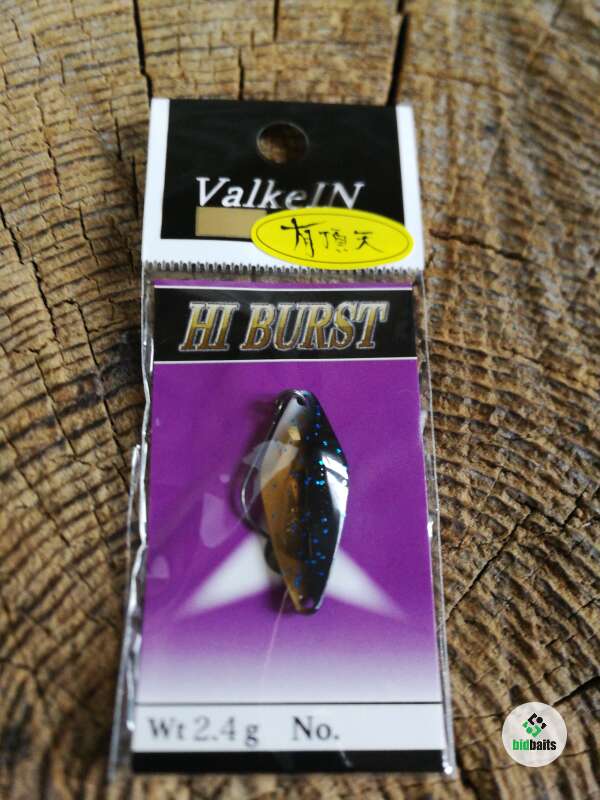 ValkeIN
有頂天
HI BURST
Wt 2.4 g No.
bidbaits